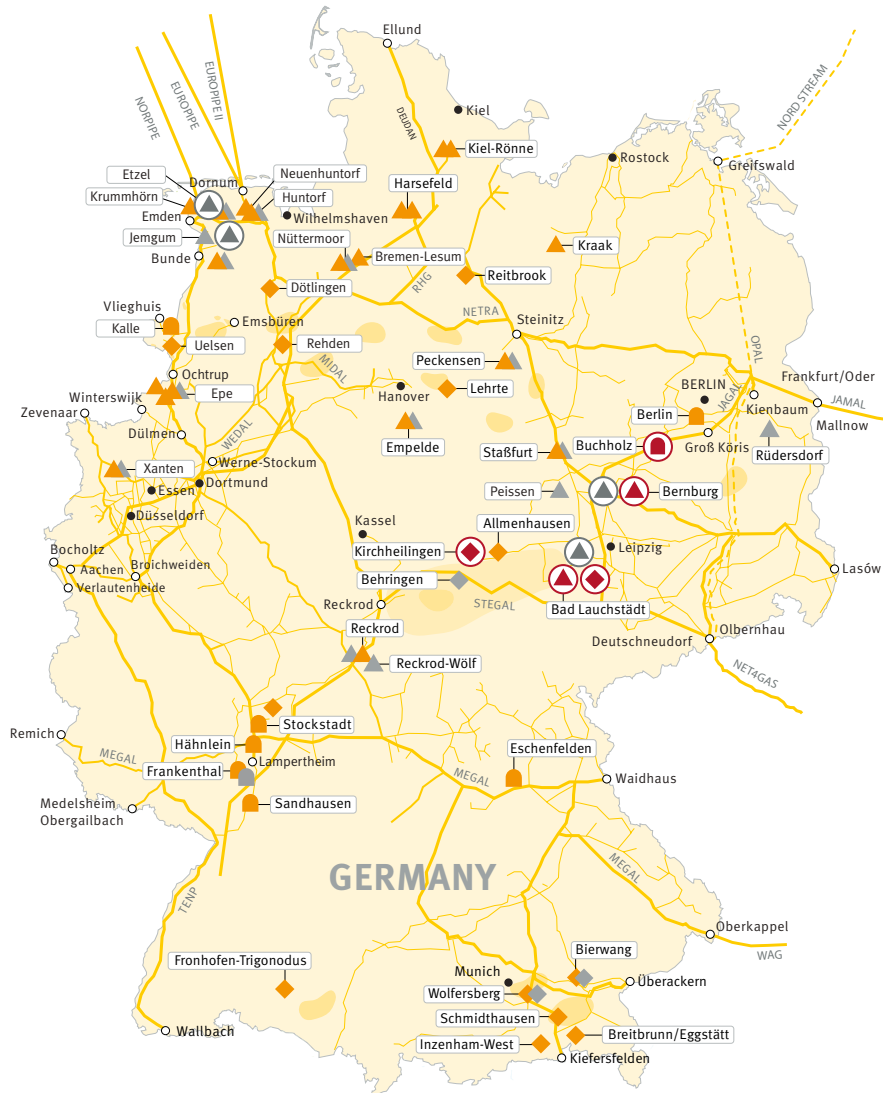 Ellund
NORPIPE
EUROPIPE
EUROPIPE II
DEUDAN
Kiel
NORD STREAM
Kiel-Rönne
Rostock
Greifswald
Etzel
Dornum
Neuenhuntorf
Krummhörn
Huntorf
Harsefeld
Emden
Wilhelmshaven
Jemgum
Nüttermoor
Kraak
Bunde
Bremen-Lesum
Reitbrook
Dötlingen
RHG
Vlieghuis
Emsbüren
NETRA
Steinitz
Kalle
Uelsen
Rehden
OPAL
MIDAL
Peckensen
Ochtrup
Hanover
Lehrte
BERLIN
Frankfurt/Oder
Winterswijk
Epe
JAGAL
Kienbaum
JAMAL
Zevenaar
Berlin
Mallnow
Dülmen
WEDAL
Empelde
Buchholz
Groß Köris
Staßfurt
Rüdersdorf
Xanten
Werne-Stockum
Essen
Dortmund
Peissen
Bernburg
Düsseldorf
Kassel
Allmenhausen
Bocholtz
Kirchheilingen
Leipzig
Aachen
Broichweiden
Behringen
Lasów
Verlautenheide
Reckrod
STEGAL
Bad Lauchstädt
Reckrod
Deutschneudorf
Olbernhau
Reckrod-Wölf
NET4GAS
Stockstadt
Remich
Hähnlein
Eschenfelden
MEGAL
Lampertheim
Frankenthal
MEGAL
Waidhaus
Medelsheim
Obergailbach
Sandhausen
GERMANY
MEGAL
TENP
Oberkappel
Bierwang
WAG
Fronhofen-Trigonodus
Munich
Überackern
Wolfersberg
Schmidthausen
Wallbach
Breitbrunn/Eggstätt
Inzenham-West
Kiefersfelden